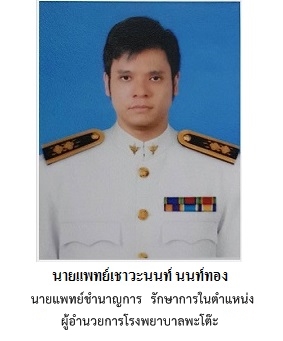 นายแพทย์เชาวะนนท์ นนท์ทอง
นายแพทย์ชำนาญการ รักษาการในตำแหน่ง
ผู้อำนวยการโรงพยาบาลพะโต๊ะ